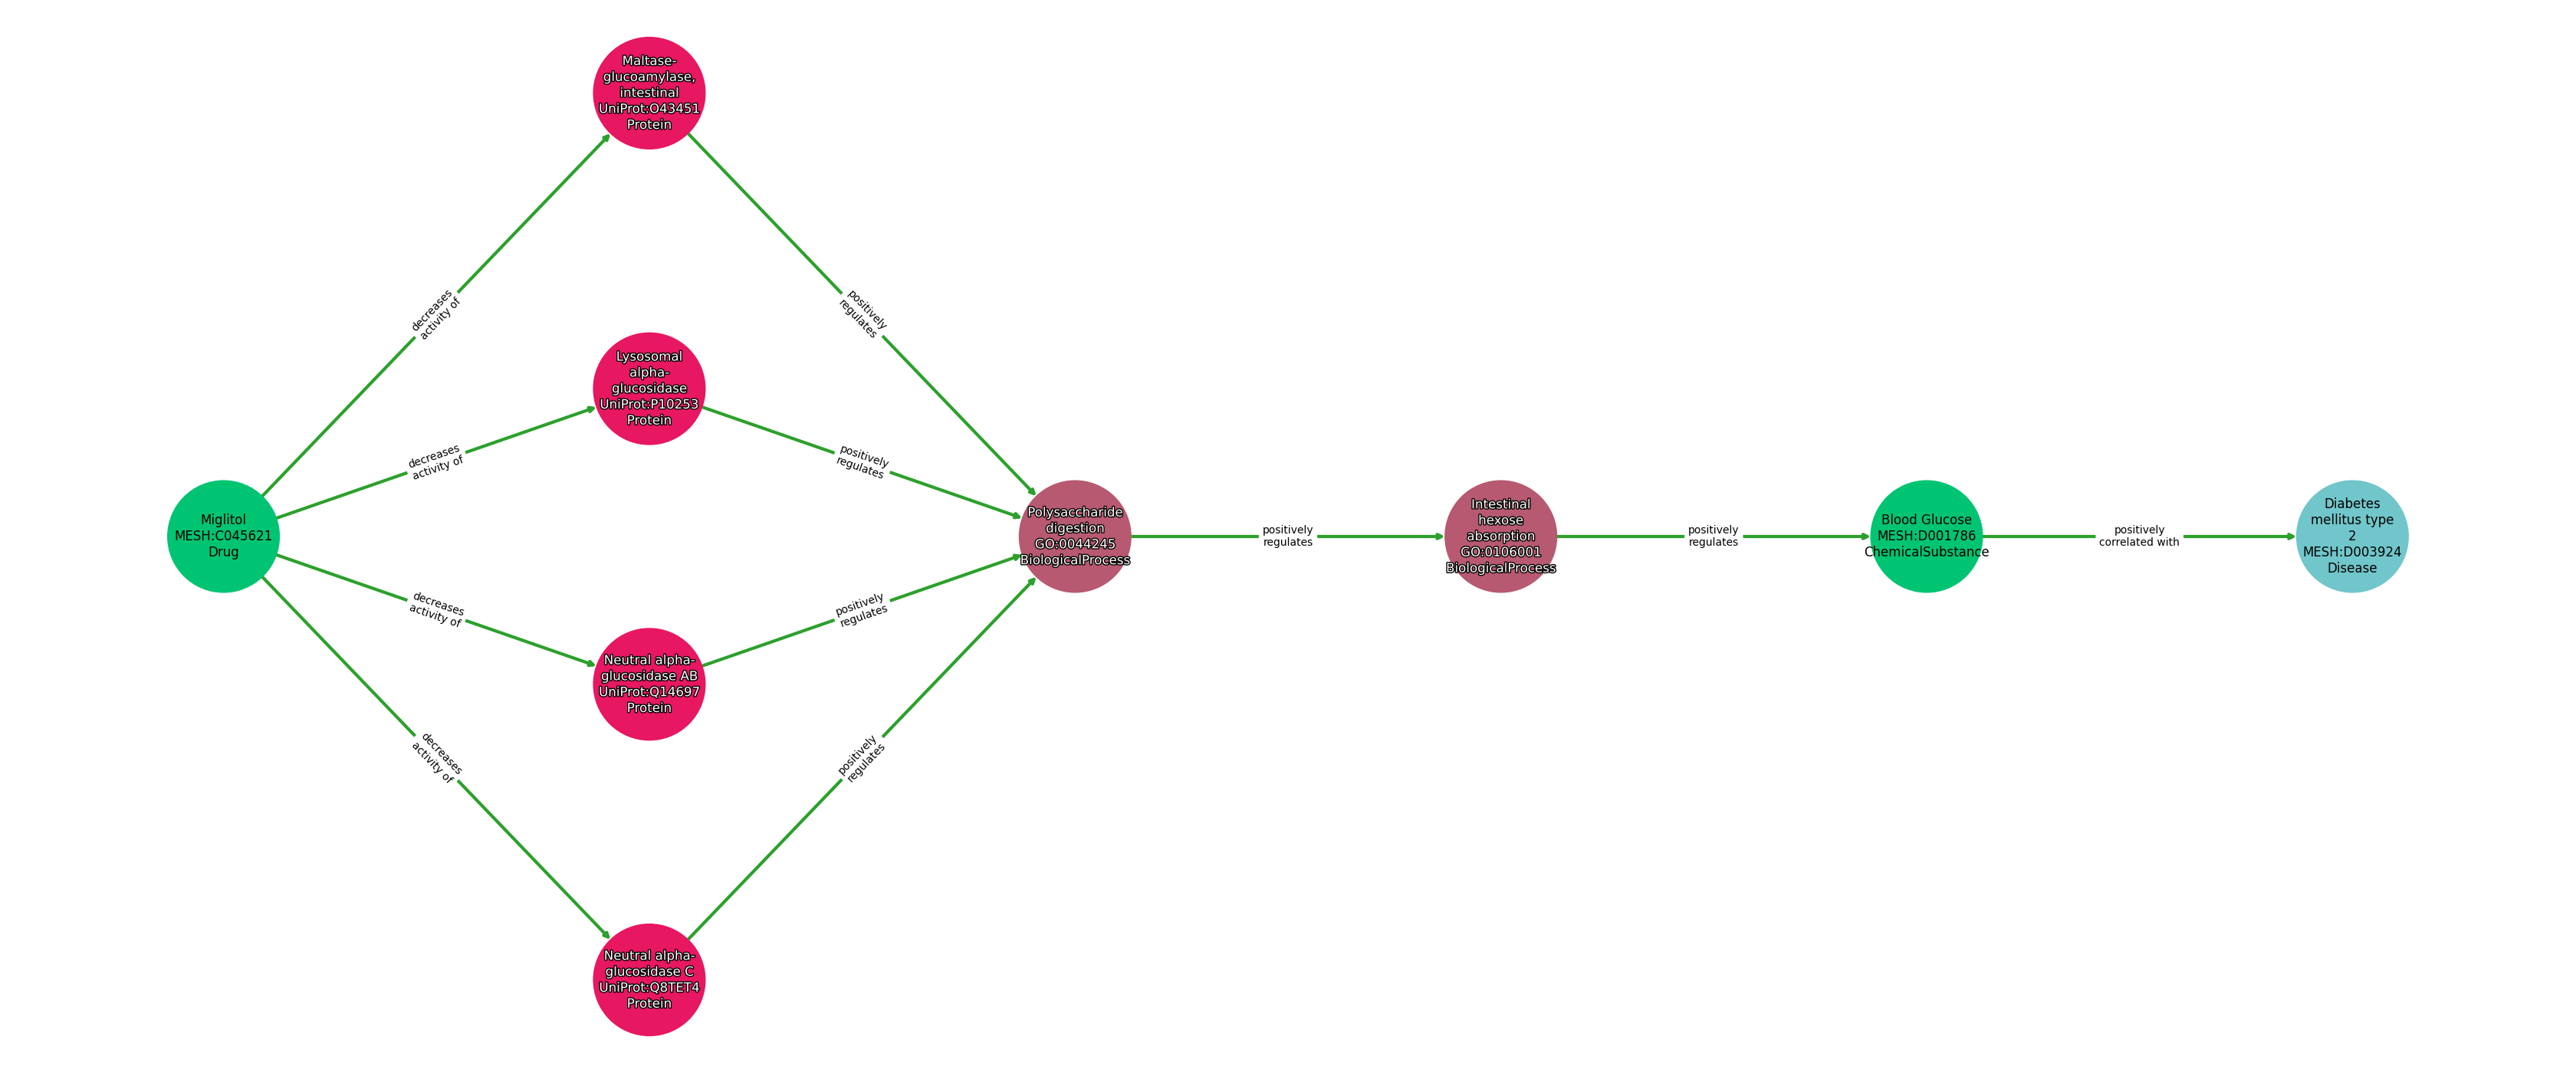 Maltase-
glucoamylase,
intestinal
UniProt:O43451
Protein
decreases
activity of
positively
regulates
Lysosomal
alpha-
glucosidase
UniProt:P10253
Protein
decreases
activity of
positively
regulates
Miglitol
MESH:C045621
Drug
Polysaccharide
digestion
GO:0044245
BiologicalProcess
positively
regulates
Intestinal
hexose
absorption
GO:0106001
BiologicalProcess
positively
regulates
Blood Glucose
MESH:D001786
ChemicalSubstance
positively
correlated with
Diabetes
mellitus type
2
MESH:D003924
Disease
decreases
activity of
positively
regulates
Neutral alpha-
glucosidase AB
UniProt:Q14697
Protein
decreases
activity of
positively
regulates
Neutral alpha-
glucosidase C
UniProt:Q8TET4
Protein